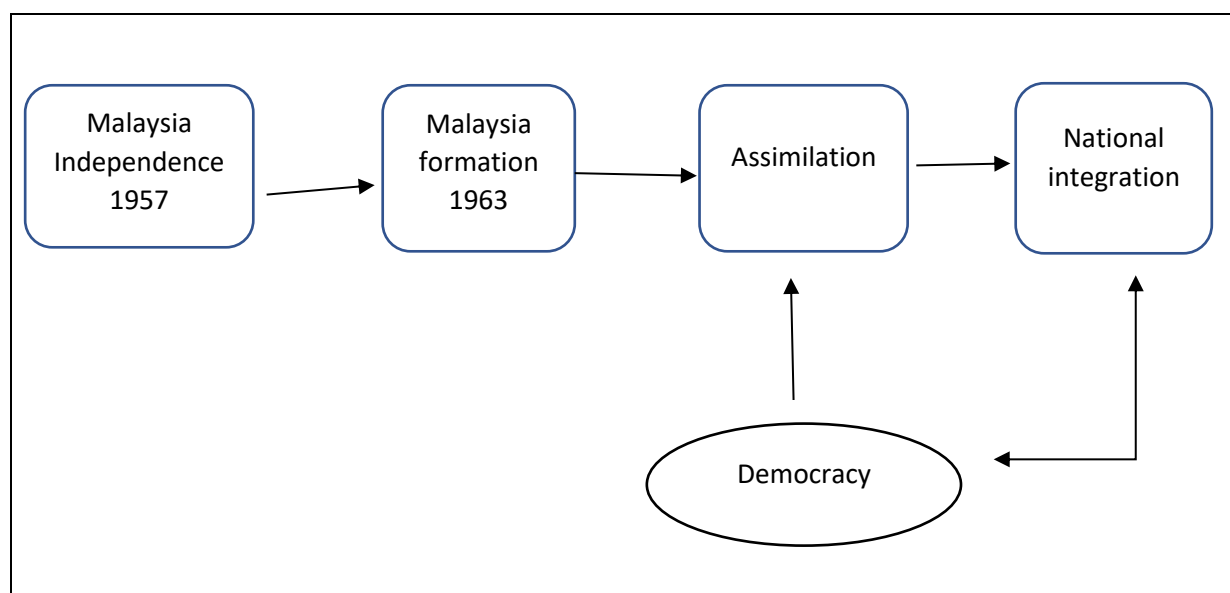 Malaysia
Independence
1957
Malaysia
formation
1963
Assimilation
National
integration
Democracy